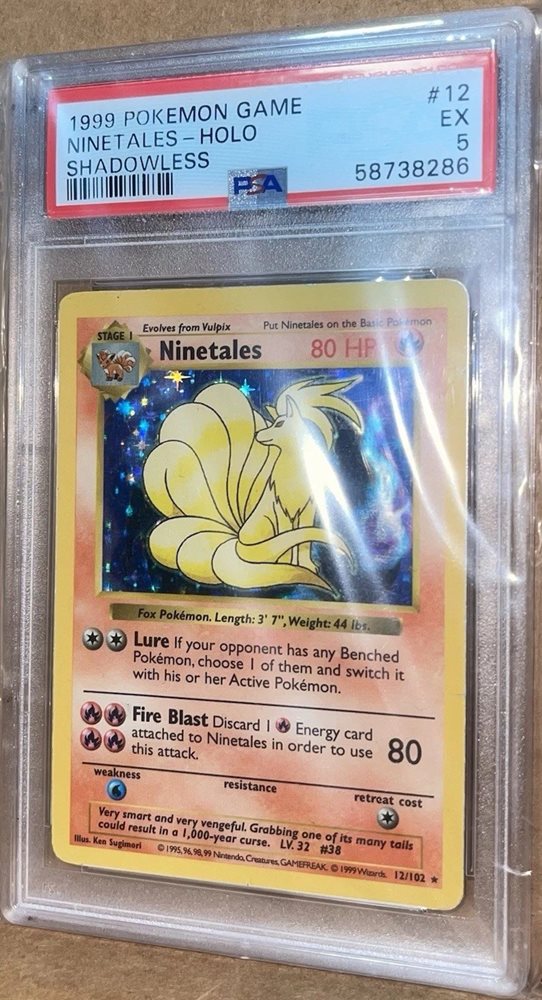 1999 POKEMON GAME #12
NINETALES-HOLO EX
SHADOWLESS 5
PSA 58738286
STAGE 1 Evolves from Vulpix Put Ninetales on the Basic Pokémon
Ninetales 80 HP
Fox Pokémon. Length: 3' 7", Weight: 44 lbs.
Lure If your opponent has any Benched
Pokémon, choose 1 of them and switch it
with his or her Active Pokémon.
Fire Blast Discard 1 Energy card
attached to Ninetales in order to use
this attack.
80
weakness resistance retreat cost
Very smart and very vengeful. Grabbing one of its many tails
could result in a 1,000-year curse. LV. 32 #38
Illus. Ken Sugimori © 1995, 96, 98, 99 Nintendo, Creatures, GAMEFREAK. © 1999 Wizards. 12/102 ★